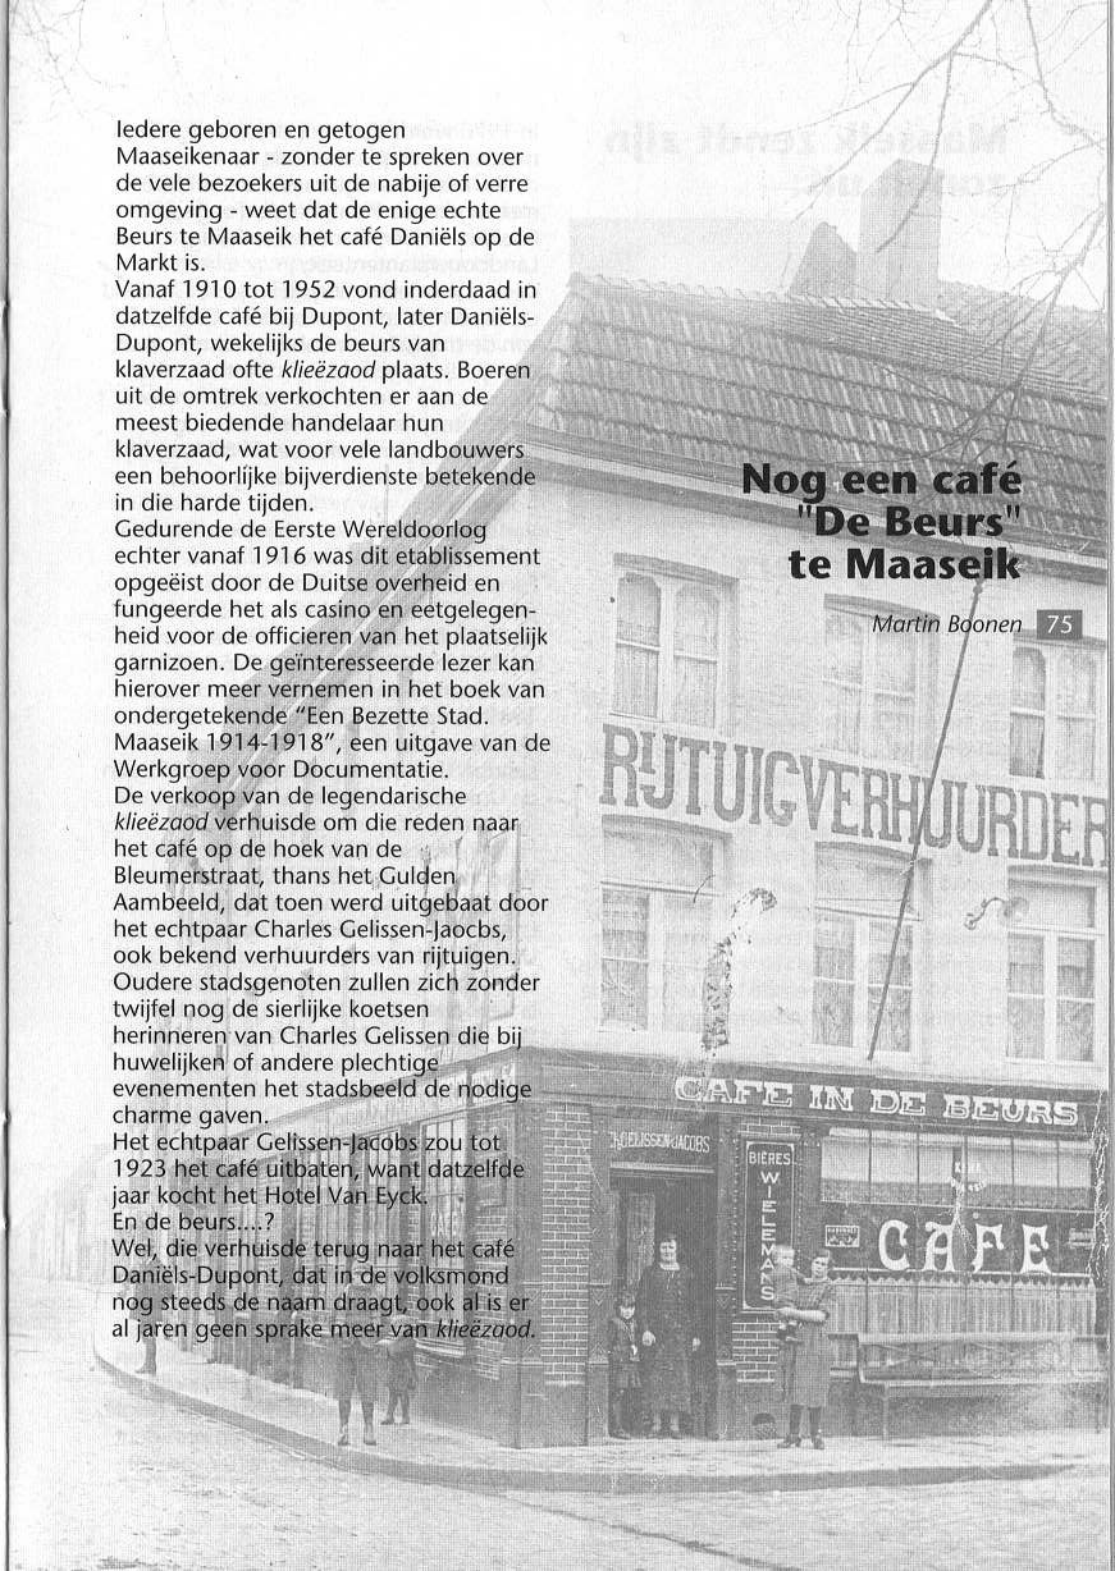 Iedere geboren en getogen
Maaseikenaar - zonder te spreken over
de vele bezoekers uit de nabije of verre
omgeving - weet dat de enige echte
Beurs te Maaseik het café Daniëls op de
Markt is.
Vanaf 1910 tot 1952 vond inderdaad in
datzelfde café bij Dupont, later Daniëls-
Dupont, wekelijks de beurs van
klaverzaad ofte klieëzaod plaats. Boeren
uit de omtrek verkochten er aan de
meest biedende handelaar hun
klaverzaad, wat voor vele landbouwers
een behoorlijke bijverdienste betekende
in die harde tijden.
Gedurende de Eerste Wereldoorlog
echter vanaf 1916 was dit etablissement
opgeëist door de Duitse overheid en
fungeerde het als casino en eetgelegen-
heid voor de officieren van het plaatselijk
garnizoen. De geïnteresseerde lezer kan
hierover meer vernemen in het boek van
ondergetekende "Een Bezette Stad.
Maaseik 1914-1918", een uitgave van de
Werkgroep voor Documentatie.
De verkoop van de legendarische
klieëzaod verhuisde om die reden naar
het café op de hoek van de
Bleumerstraat, thans het Gulden
Aambeeld, dat toen werd uitgebaat door
het echtpaar Charles Gelissen-Jaocbs,
ook bekend verhuurders van rijtuigen.
Oudere stadsgenoten zullen zich zonder
twijfel nog de sierlijke koetsen
herinneren van Charles Gelissen die bij
huwelijken of andere plechtige
evenementen het stadsbeeld de nodige
charme gaven.
Het echtpaar Gelissen-Jacobs zou tot
1923 het café uitbaten, want datzelfde
jaar kocht het Hotel Van Eyck.
En de beurs....?
Wel, die verhuisde terug naar het café
Daniëls-Dupont, dat in de volksmond
nog steeds de naam draagt, ook al is er
al jaren geen sprake meer van klieëzaod.
Nog een café
"De Beurs"
te Maaseik
Martin Boonen 75
RIJTUIGVERHUURDER
CAFE IN DE BEURS
GELISSEN-JACOBS
BIÈRES
WIELEMANS
CAFE